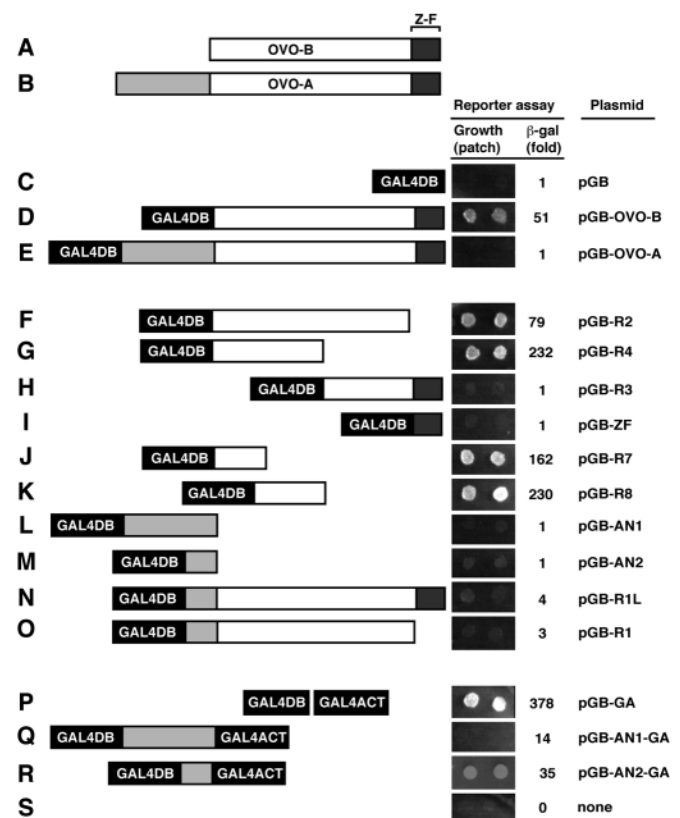 Z-F
A OVO-B
B OVO-A
Reporter assay Plasmid
Growth (patch) β-gal (fold)
C GAL4DB 1 pGB
D GAL4DB 51 pGB-OVO-B
E GAL4DB 1 pGB-OVO-A
F GAL4DB 79 pGB-R2
G GAL4DB 232 pGB-R4
H GAL4DB 1 pGB-R3
I GAL4DB 1 pGB-ZF
J GAL4DB 162 pGB-R7
K GAL4DB 230 pGB-R8
L GAL4DB 1 pGB-AN1
M GAL4DB 1 pGB-AN2
N GAL4DB 4 pGB-R1L
O GAL4DB 3 pGB-R1
P GAL4DB GAL4ACT 378 pGB-GA
Q GAL4DB GAL4ACT 14 pGB-AN1-GA
R GAL4DB GAL4ACT 35 pGB-AN2-GA
S 0 none